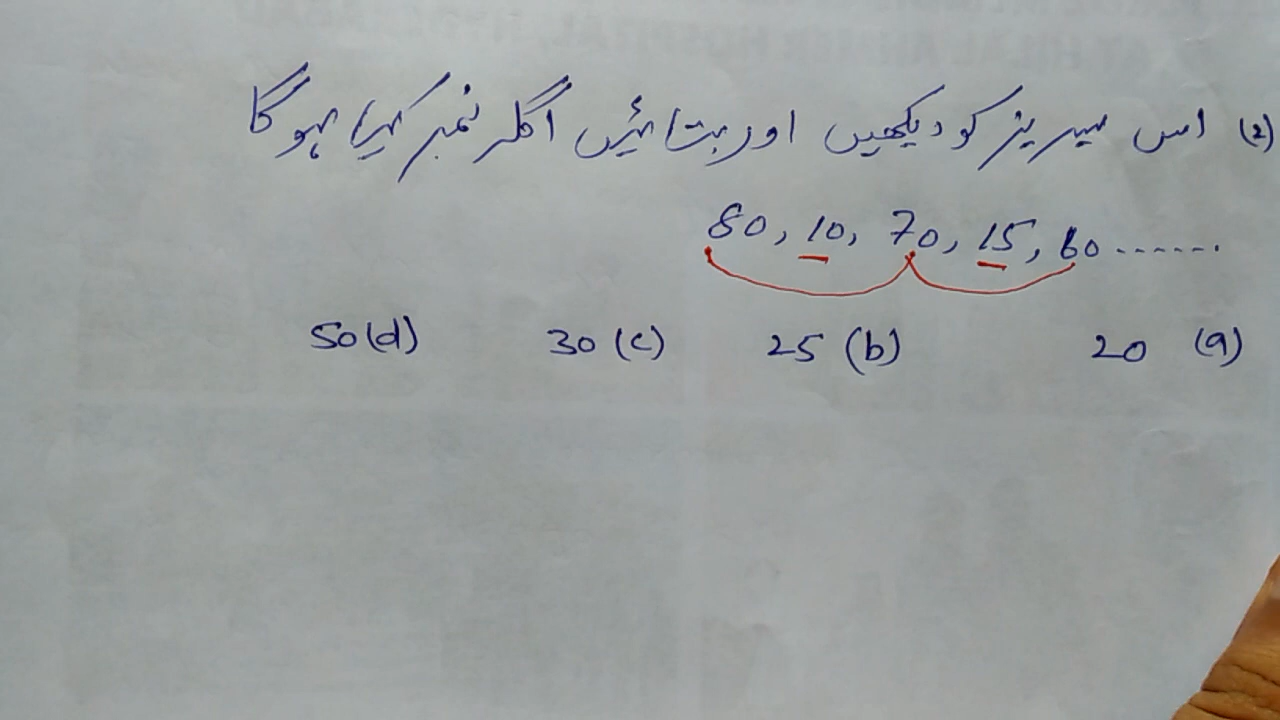 (2) اس سیریز کو دیکھیں اور بتائیں اگلہ نمبر کیا ہوگا
80, 10, 70, 15, 60 .......
20 (a) 25 (b) 30 (c) 50 (d)